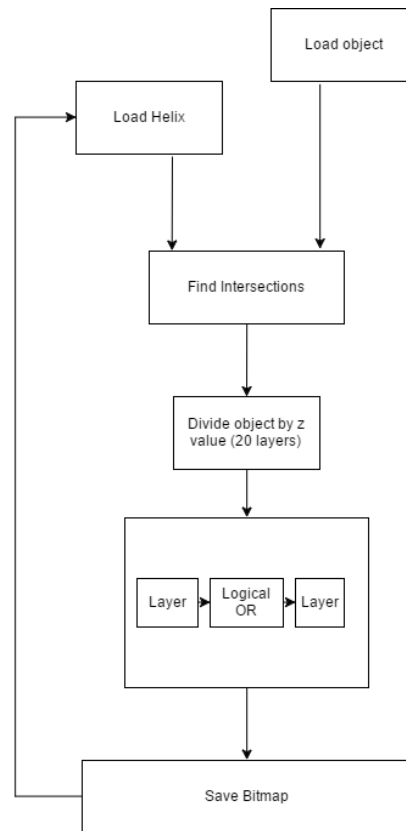 Load object
Load Helix
Find Intersections
Divide object by z
value (20 layers)
Layer
Logical
OR
Layer
Save Bitmap